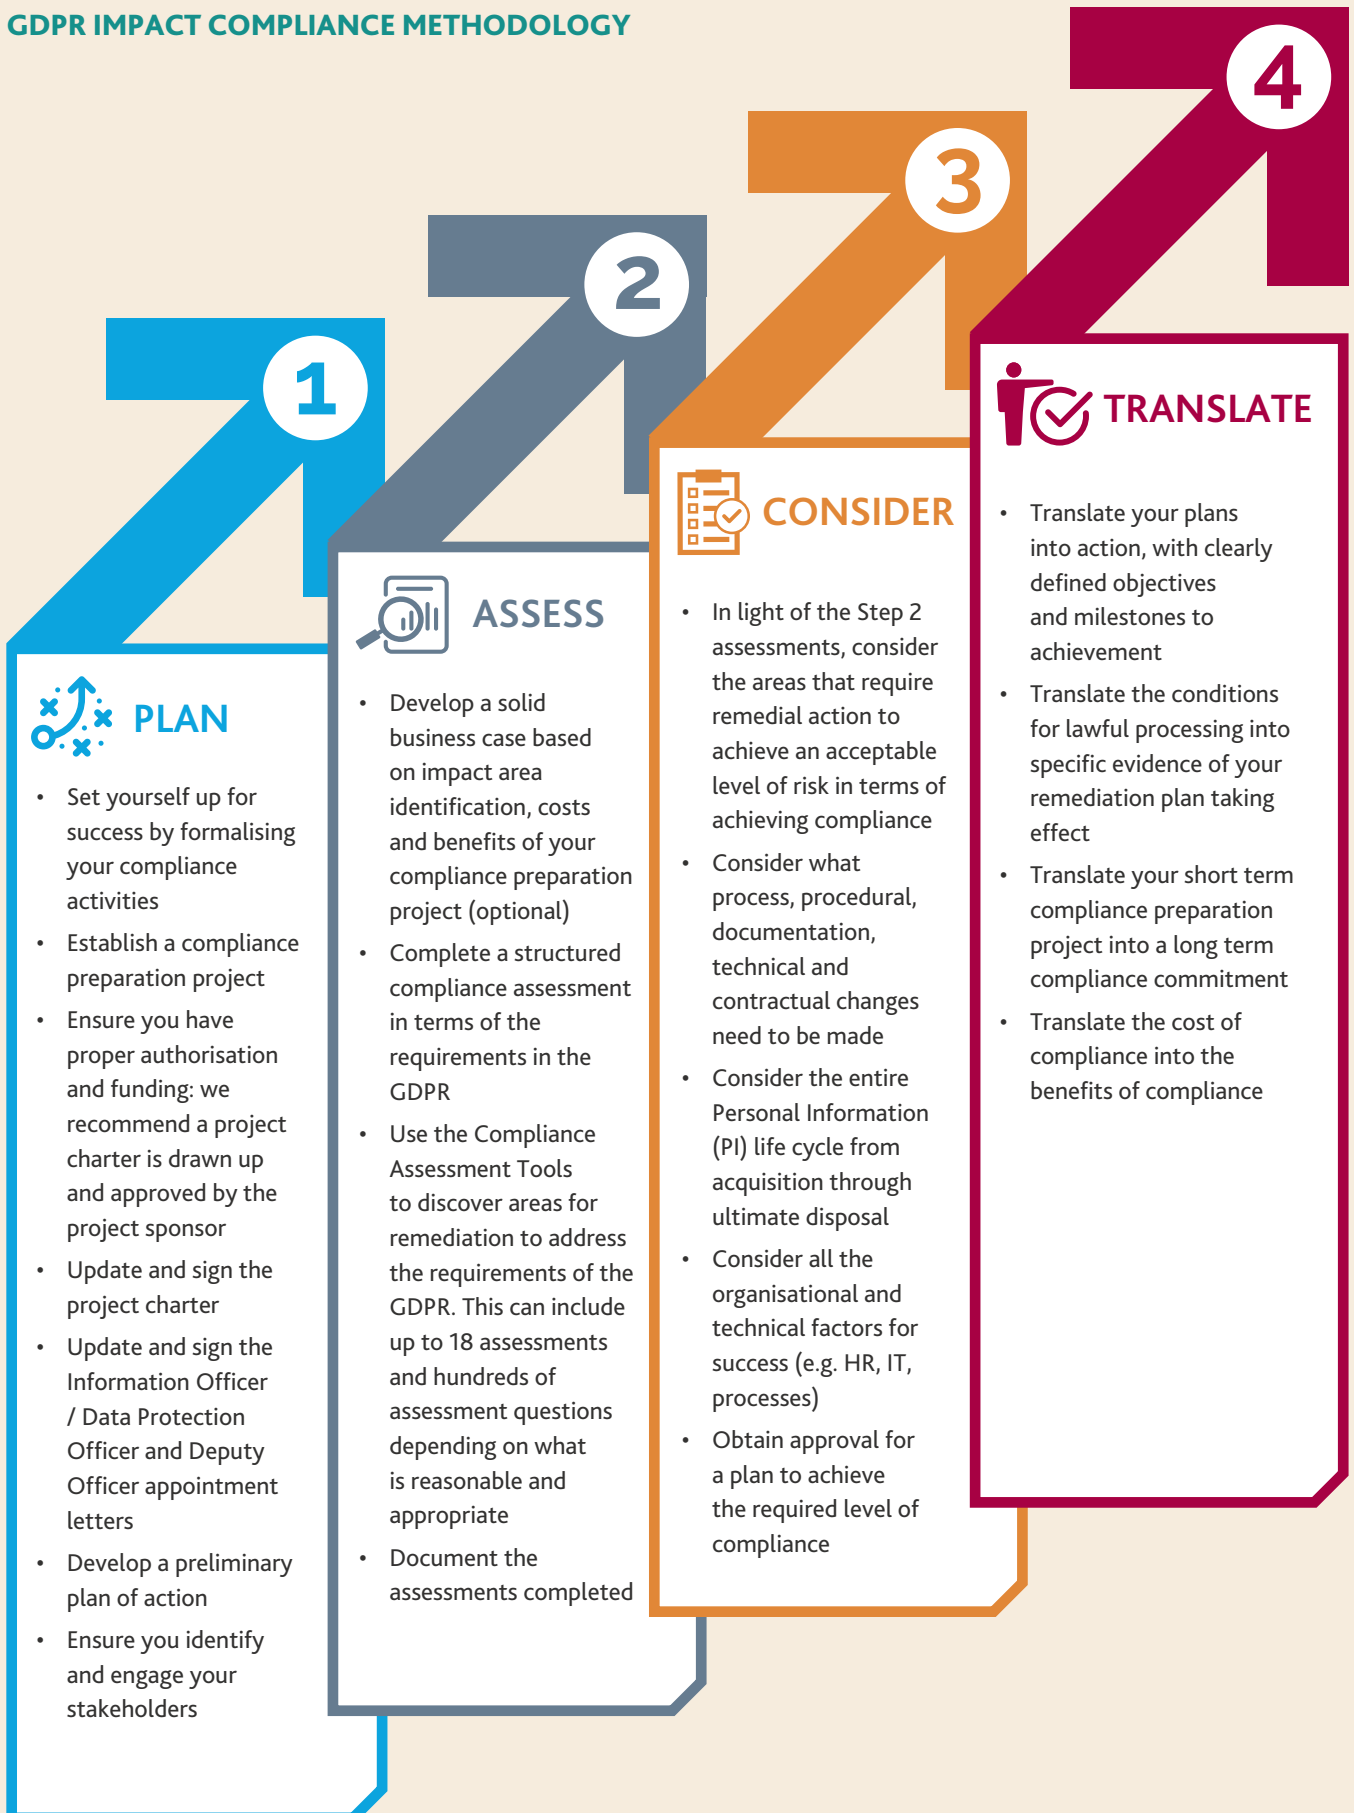 GDPR IMPACT COMPLIANCE METHODOLOGY
1
PLAN
• Set yourself up for
success by formalising
your compliance
activities
• Establish a compliance
preparation project
• Ensure you have
proper authorisation
and funding: we
recommend a project
charter is drawn up
and approved by the
project sponsor
• Update and sign the
project charter
• Update and sign the
Information Officer
/ Data Protection
Officer and Deputy
Officer appointment
letters
• Develop a preliminary
plan of action
• Ensure you identify
and engage your
stakeholders
2
ASSESS
• Develop a solid
business case based
on impact area
identification, costs
and benefits of your
compliance preparation
project (optional)
• Complete a structured
compliance assessment
in terms of the
requirements in the
GDPR
• Use the Compliance
Assessment Tools
to discover areas for
remediation to address
the requirements of the
GDPR. This can include
up to 18 assessments
and hundreds of
assessment questions
depending on what
is reasonable and
appropriate
• Document the
assessments completed
3
CONSIDER
• In light of the Step 2
assessments, consider
the areas that require
remedial action to
achieve an acceptable
level of risk in terms of
achieving compliance
• Consider what
process, procedural,
documentation,
technical and
contractual changes
need to be made
• Consider the entire
Personal Information
(PI) life cycle from
acquisition through
ultimate disposal
• Consider all the
organisational and
technical factors for
success (e.g. HR, IT,
processes)
• Obtain approval for
a plan to achieve
the required level of
compliance
4
TRANSLATE
• Translate your plans
into action, with clearly
defined objectives
and milestones to
achievement
• Translate the conditions
for lawful processing into
specific evidence of your
remediation plan taking
effect
• Translate your short term
compliance preparation
project into a long term
compliance commitment
• Translate the cost of
compliance into the
benefits of compliance